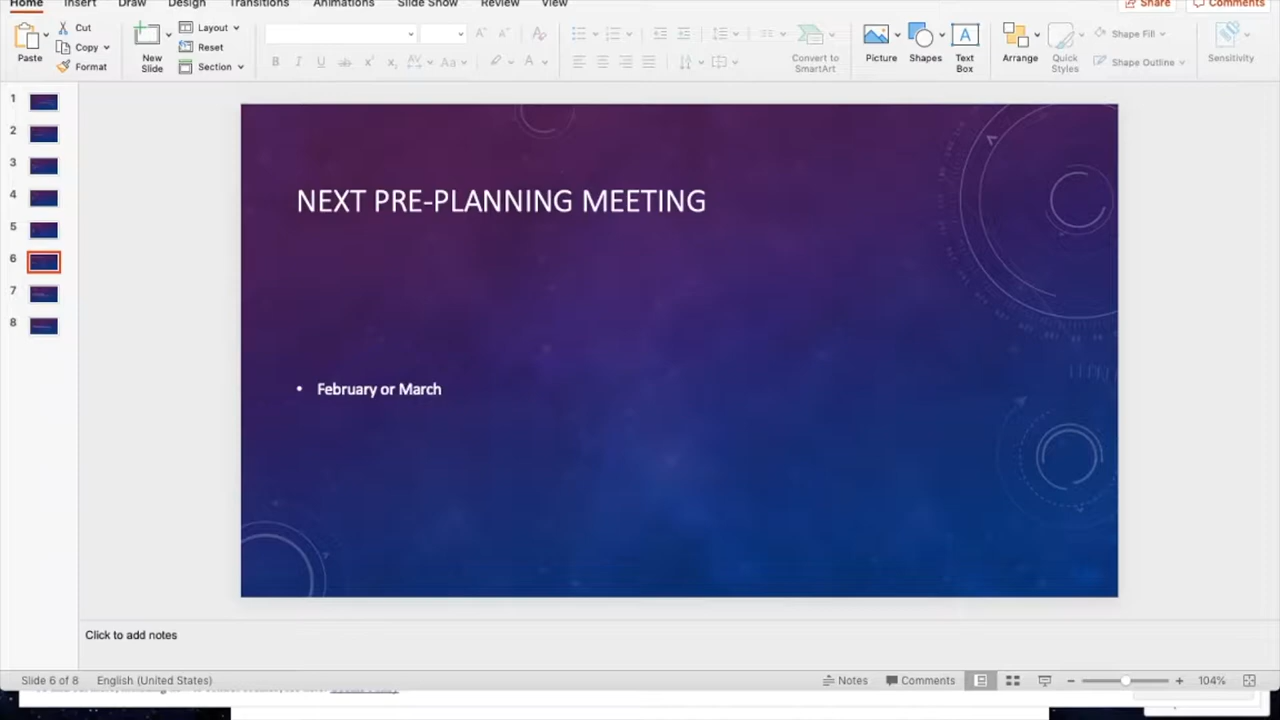 Home Insert Draw Design Transitions Animations Slide Show Review View Share Comments
Cut Layout
Copy Reset
Paste Format New Slide Section
B I U ab x x AV Aa A
Convert to SmartArt
Picture Shapes Text Box Arrange Quick Styles
Shape Fill
Shape Outline
Sensitivity
1
2
3
4
5
6
7
8
NEXT PRE-PLANNING MEETING
• February or March
Click to add notes
Slide 6 of 8 English (United States) Notes Comments 104%